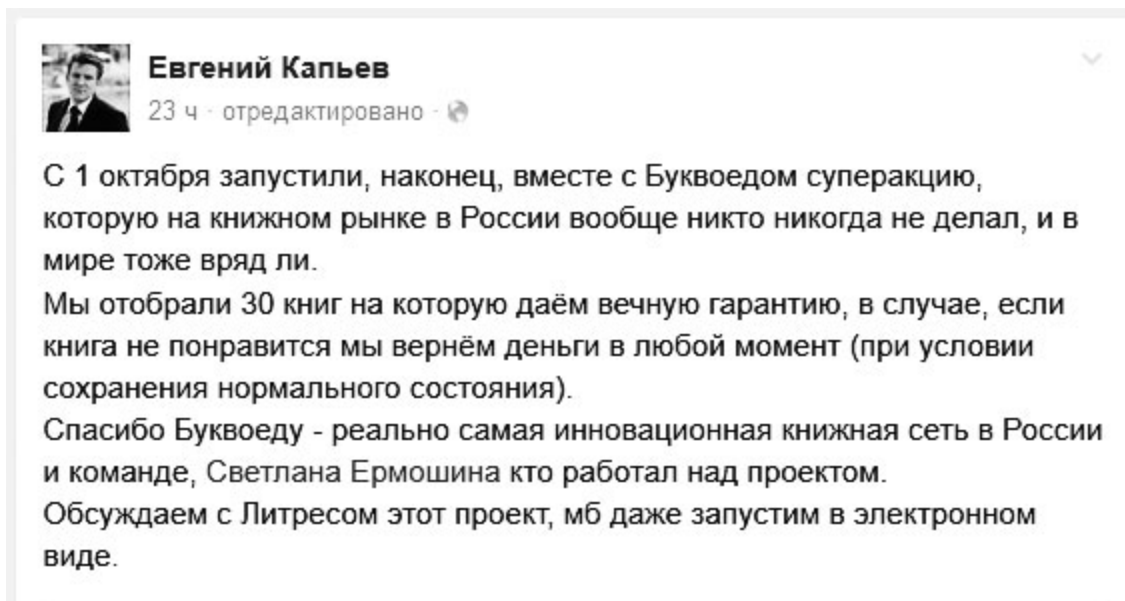 Евгений Капьев
23 ч · отредактировано ·
С 1 октября запустили, наконец, вместе с Буквоедом суперакцию,
которую на книжном рынке в России вообще никто никогда не делал, и в
мире тоже вряд ли.
Мы отобрали 30 книг на которую даём вечную гарантию, в случае, если
книга не понравится мы вернём деньги в любой момент (при условии
сохранения нормального состояния).
Спасибо Буквоеду - реально самая инновационная книжная сеть в России
и команде, Светлана Ермошина кто работал над проектом.
Обсуждаем с Литресом этот проект, мб даже запустим в электронном
виде.